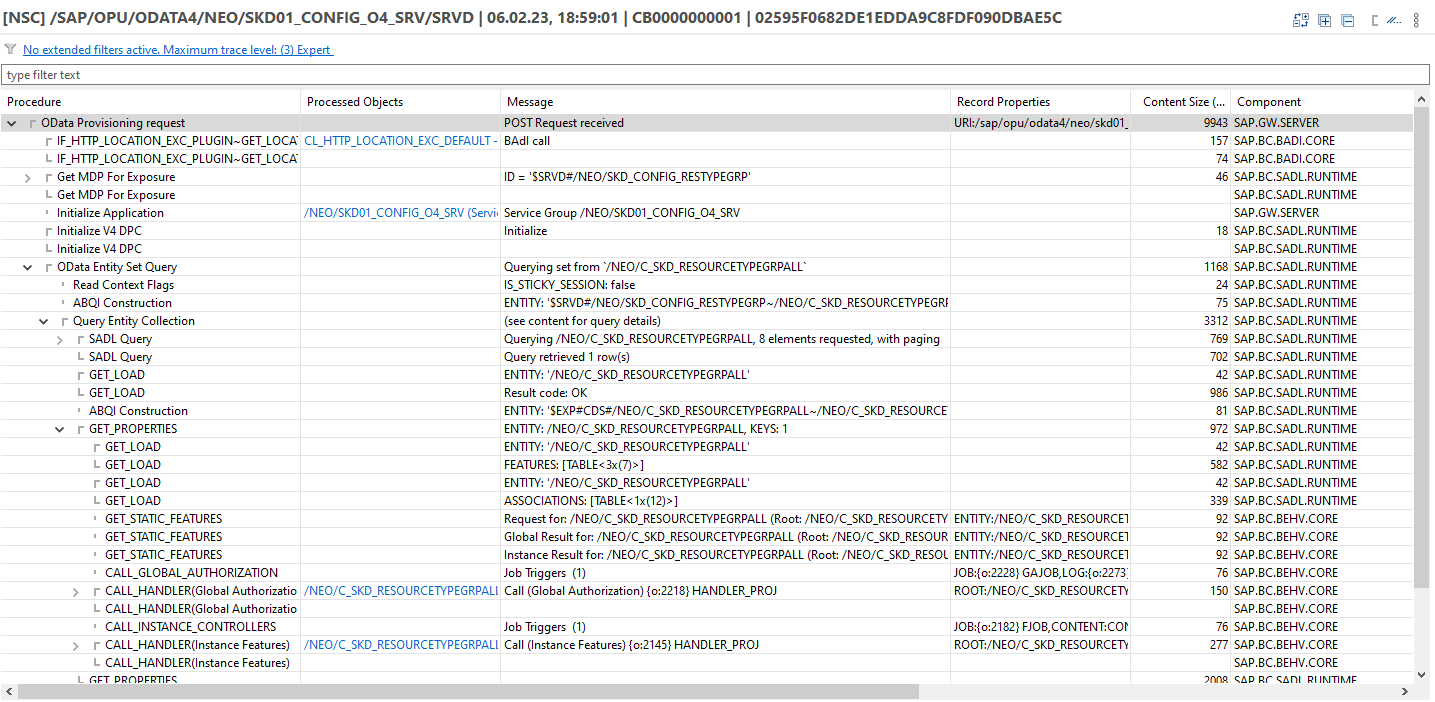 [NSC] /SAP/OPU/ODATA4/NEO/SKD01_CONFIG_O4_SRV/SRVD | 06.02.23, 18:59:01 | CB0000000001 | 02595F0682DE1EDDA9C8FDF090DBAE5C
No extended filters active. Maximum trace level: (3) Expert
type filter text
Procedure Processed Objects Message Record Properties Content Size (... Component
OData Provisioning request POST Request received URI:/sap/opu/odata4/neo/skd01_ 9943 SAP.GW.SERVER
IF_HTTP_LOCATION_EXC_PLUGIN~GET_LOCAT CL_HTTP_LOCATION_EXC_DEFAULT - BAdI call 157 SAP.BC.BADI.CORE
IF_HTTP_LOCATION_EXC_PLUGIN~GET_LOCAT 74 SAP.BC.BADI.CORE
Get MDP For Exposure ID = '$SRVD#/NEO/SKD_CONFIG_RESTYPEGRP' 46 SAP.BC.SADL.RUNTIME
Get MDP For Exposure SAP.BC.SADL.RUNTIME
Initialize Application /NEO/SKD01_CONFIG_O4_SRV (Servi Service Group /NEO/SKD01_CONFIG_O4_SRV SAP.GW.SERVER
Initialize V4 DPC Initialize 18 SAP.BC.SADL.RUNTIME
Initialize V4 DPC SAP.BC.SADL.RUNTIME
OData Entity Set Query Querying set from `/NEO/C_SKD_RESOURCETYPEGRPALL` 1168 SAP.BC.SADL.RUNTIME
Read Context Flags IS_STICKY_SESSION: false 24 SAP.BC.SADL.RUNTIME
ABQI Construction ENTITY: '$SRVD#/NEO/SKD_CONFIG_RESTYPEGRP~/NEO/C_SKD_RESOURCETYPEGRF 75 SAP.BC.SADL.RUNTIME
Query Entity Collection (see content for query details) 3312 SAP.BC.SADL.RUNTIME
SADL Query Querying /NEO/C_SKD_RESOURCETYPEGRPALL, 8 elements requested, with paging 769 SAP.BC.SADL.RUNTIME
SADL Query Query retrieved 1 row(s) 702 SAP.BC.SADL.RUNTIME
GET_LOAD ENTITY: '/NEO/C_SKD_RESOURCETYPEGRPALL' 42 SAP.BC.SADL.RUNTIME
GET_LOAD Result code: OK 986 SAP.BC.SADL.RUNTIME
ABQI Construction ENTITY: '$EXP#CDS#/NEO/C_SKD_RESOURCETYPEGRPALL~/NEO/C_SKD_RESOURCE 81 SAP.BC.SADL.RUNTIME
GET_PROPERTIES ENTITY: /NEO/C_SKD_RESOURCETYPEGRPALL, KEYS: 1 972 SAP.BC.SADL.RUNTIME
GET_LOAD ENTITY: '/NEO/C_SKD_RESOURCETYPEGRPALL' 42 SAP.BC.SADL.RUNTIME
GET_LOAD FEATURES: [TABLE<3x(7)>] 582 SAP.BC.SADL.RUNTIME
GET_LOAD ENTITY: '/NEO/C_SKD_RESOURCETYPEGRPALL' 42 SAP.BC.SADL.RUNTIME
GET_LOAD ASSOCIATIONS: [TABLE<1x(12)>] 339 SAP.BC.SADL.RUNTIME
GET_STATIC_FEATURES Request for: /NEO/C_SKD_RESOURCETYPEGRPALL (Root: /NEO/C_SKD_RESOURCETY ENTITY:/NEO/C_SKD_RESOURCET 92 SAP.BC.BEHV.CORE
GET_STATIC_FEATURES Global Result for: /NEO/C_SKD_RESOURCETYPEGRPALL (Root: /NEO/C_SKD_RESOUR ENTITY:/NEO/C_SKD_RESOURCET 92 SAP.BC.BEHV.CORE
GET_STATIC_FEATURES Instance Result for: /NEO/C_SKD_RESOURCETYPEGRPALL (Root: /NEO/C_SKD_RESOU ENTITY:/NEO/C_SKD_RESOURCET 92 SAP.BC.BEHV.CORE
CALL_GLOBAL_AUTHORIZATION Job Triggers (1) JOB:{o:2228} GAJOB,LOG:{o:2273} 76 SAP.BC.BEHV.CORE
CALL_HANDLER(Global Authorizatio /NEO/C_SKD_RESOURCETYPEGRPALL Call (Global Authorization) {o:2218} HANDLER_PROJ ROOT:/NEO/C_SKD_RESOURCETY 150 SAP.BC.BEHV.CORE
CALL_HANDLER(Global Authorizatio SAP.BC.BEHV.CORE
CALL_INSTANCE_CONTROLLERS Job Triggers (1) JOB:{o:2182} FJOB,CONTENT:CON 76 SAP.BC.BEHV.CORE
CALL_HANDLER(Instance Features) /NEO/C_SKD_RESOURCETYPEGRPALL Call (Instance Features) {o:2145} HANDLER_PROJ ROOT:/NEO/C_SKD_RESOURCETY 277 SAP.BC.BEHV.CORE
CALL_HANDLER(Instance Features) SAP.BC.BEHV.CORE
GET_PROPERTIES 2008 SAP.BC.SADL.RUNTIME